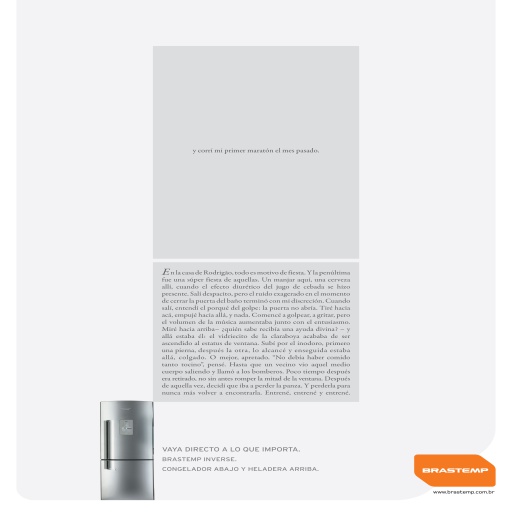 y corrí mi primer maratón el mes pasado.
En la casa de Rodrigão, todo es motivo de fiesta. Y la penúltima
fue una súper fiesta de aquellas. Un manjar aquí, una cerveza
allí, cuando el efecto diurético del jugo de cebada se hizo
presente. Salí despacito, pero el ruido exagerado en el momento
de cerrar la puerta del baño terminó con mi discreción. Cuando
salí, entendí el porqué del golpe: la puerta no abría. Tiré hacia
acá, empujé hacia allá, y nada. Comencé a golpear, a gritar, pero
el volumen de la música aumentaba junto con el entusiasmo.
Miré hacia arriba– ¿quién sabe recibía una ayuda divina? – y
allá estaba él: el vidriecito de la claraboya acababa de ser
ascendido al estatus de ventana. Subí por el inodoro, primero
una pierna, después la otra, lo alcancé y enseguida estaba
allá, colgado. O mejor, apretado. “No debía haber comido
tanto tocino”, pensé. Hasta que un vecino vio aquel medio
cuerpo saliendo y llamó a los bomberos. Poco tiempo después
era retirado, no sin antes romper la mitad de la ventana. Después
de aquella vez, decidí que iba a perder la panza. Y perderla para
nunca más volver a encontrarla. Entrené, entrené y entrené.
VAYA DIRECTO A LO QUE IMPORTA.
BRASTEMP INVERSE.
CONGELADOR ABAJO Y HELADERA ARRIBA.
BRASTEMP
www.brastemp.com.br